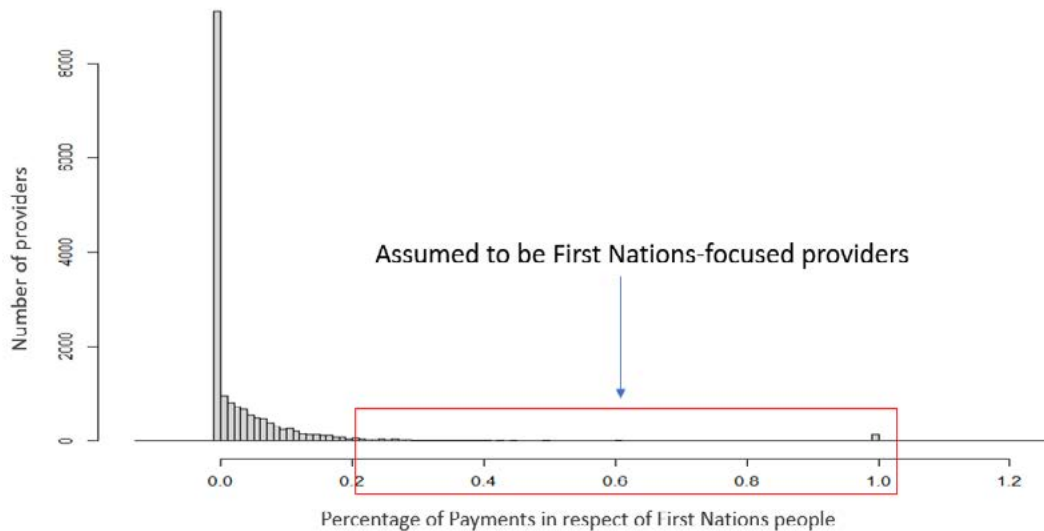 8000
6000
4000
2000
0
Number of providers
Assumed to be First Nations-focused providers
0.0 0.2 0.4 0.6 0.8 1.0 1.2
Percentage of Payments in respect of First Nations people